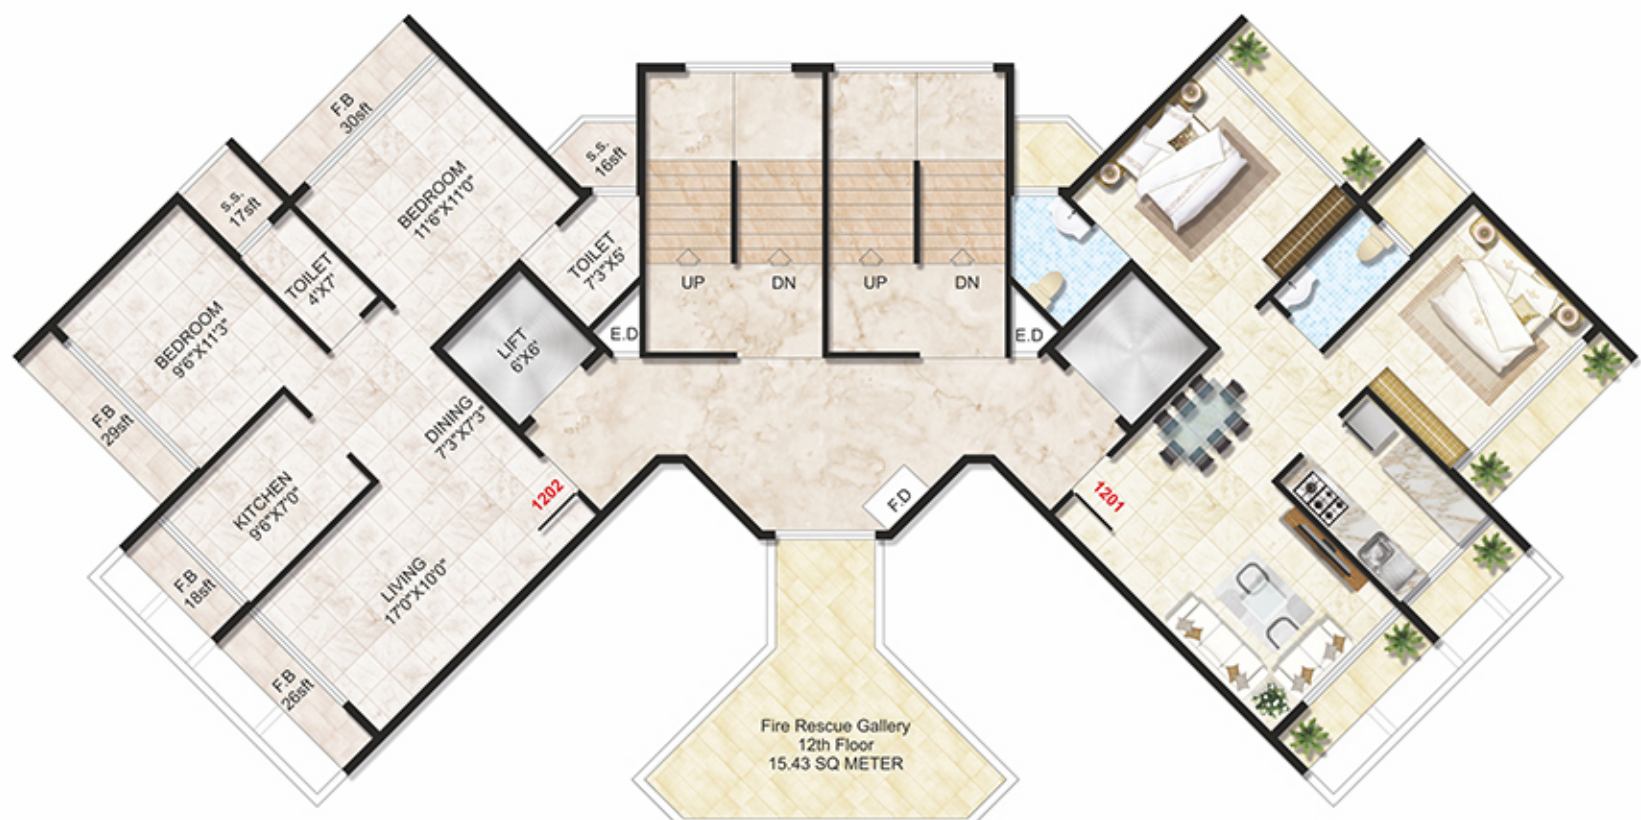 F.B
30sft
s.s.
17sft
s.s.
16sft
BEDROOM
11'6"X11'0"
TOILET
7'3"X5'
TOILET
4'X7'
BEDROOM
9'6"X11'3"
LIFT
6'X6'
E.D
UP
DN
UP
DN
E.D
F.B
29sft
DINING
7'3"X7'3"
KITCHEN
9'6"X7'0"
1202
F.D
1201
F.B
18sft
LIVING
17'0"X10'0"
F.B
26sft
Fire Rescue Gallery
12th Floor
15.43 SQ METER